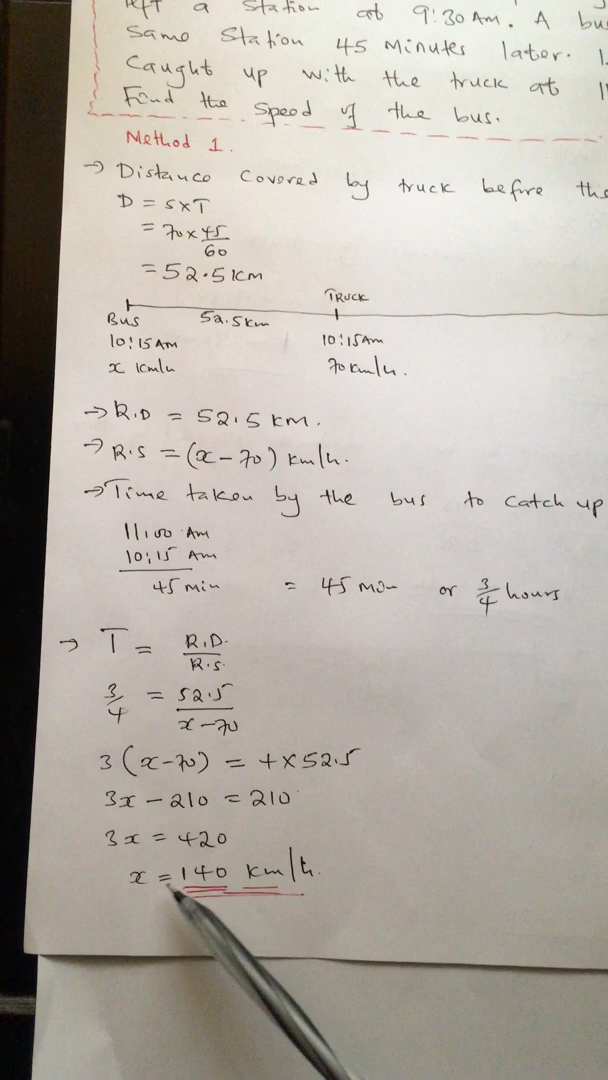 left a Station at 9:30 AM. A bus
Same Station 45 Minutes later.
Caught up with the truck at 11
Find the Speed of the bus.
Method 1.
→ Distance Covered by truck before the
D = S×T
= 70 × 45/60
= 52.5 km
TRUCK
Bus 52.5km
10:15AM 10:15AM
x km/h 70km/h.
→ R.D = 52.5 KM.
→ R.S = (x - 70) km/h.
→ Time taken by the bus to Catch up
11:00 AM
10:15 AM
45 min = 45 min or 3/4 hours
→ T = R.D./R.S.
3/4 = 52.5/x-70
3(x-70) = 4×52.5
3x - 210 = 210
3x = 420
x = 140 km/h.